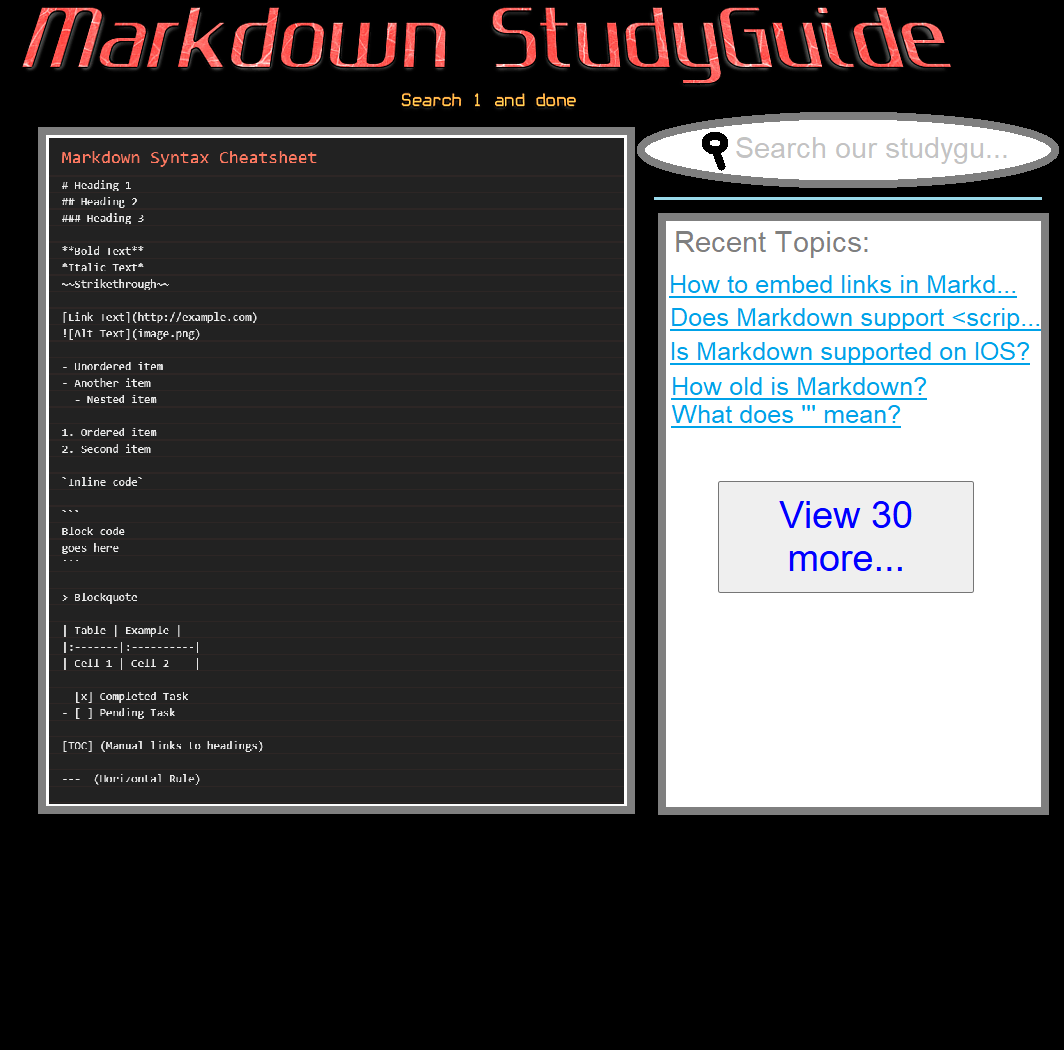 Markdown StudyGuide
Search 1 and done
Markdown Syntax Cheatsheet
# Heading 1
## Heading 2
### Heading 3
**Bold Text**
*Italic Text*
~~Strikethrough~~
[Link Text](http://example.com)
![Alt Text](image.png)
- Unordered item
- Another item
  - Nested item
1. Ordered item
2. Second item
`Inline code`
```
Block code
goes here
```
> Blockquote
| Table | Example |
|:-------|:----------|
| Cell 1 | Cell 2    |
  [x] Completed Task
- [ ] Pending Task
[TOC] (Manual links to headings)
---  (Horizontal Rule)
Search our studygu...
Recent Topics:
How to embed links in Markd...
Does Markdown support <scrip...
Is Markdown supported on IOS?
How old is Markdown?
What does ''' mean?
View 30
more...